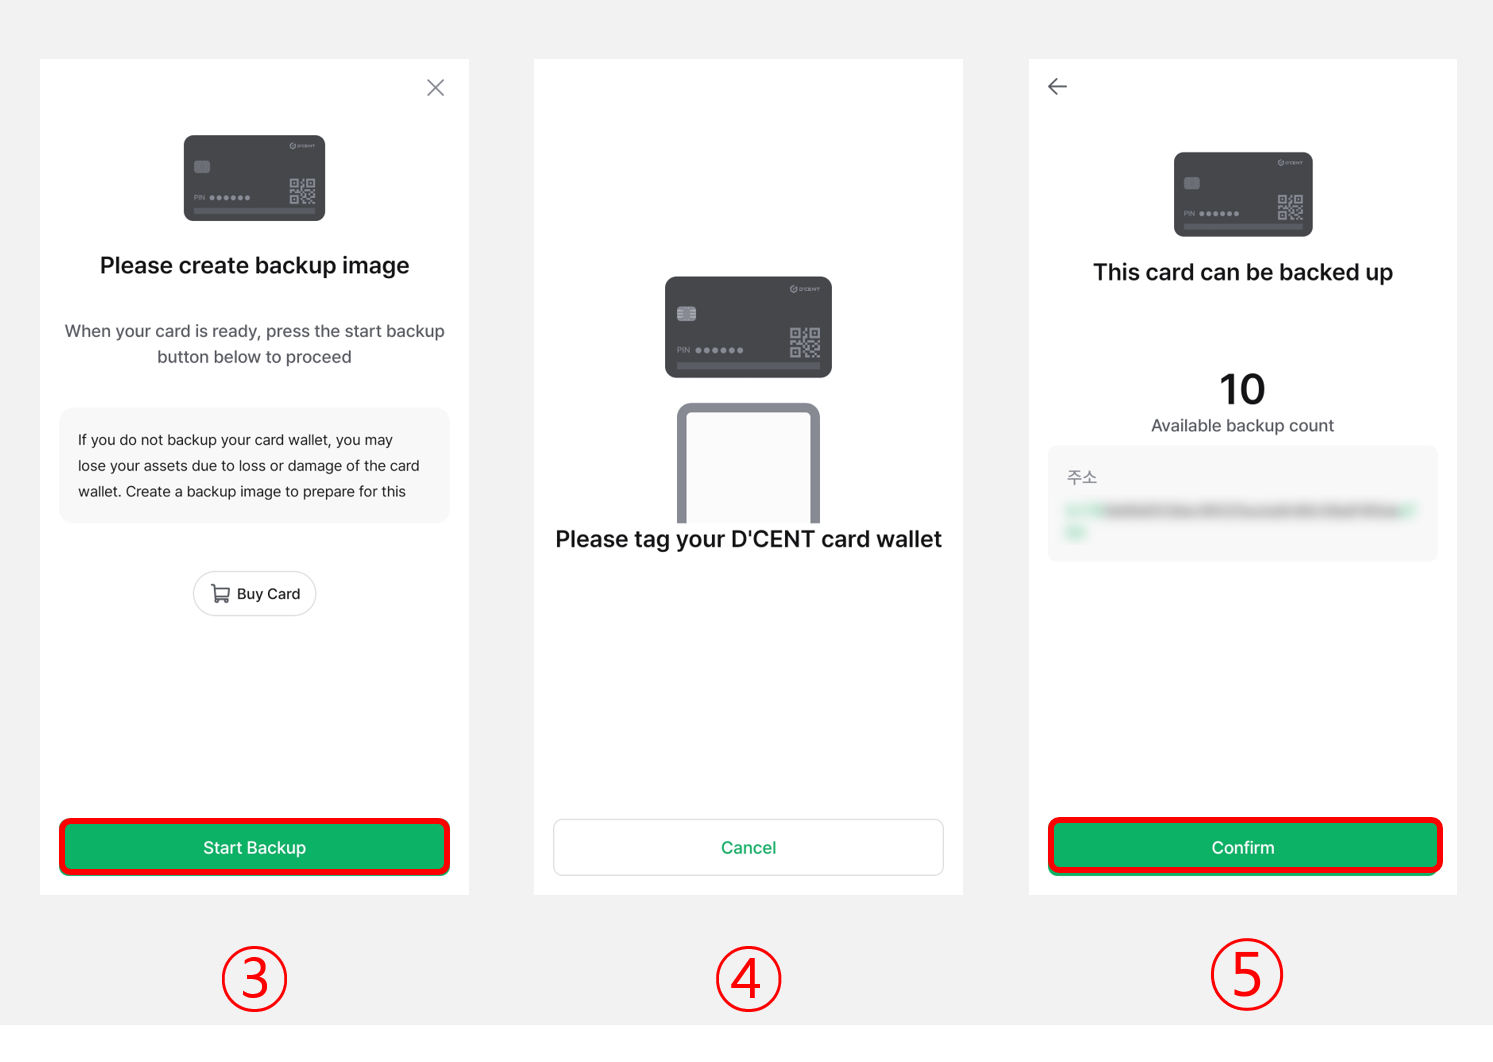 D'CENT
PIN
Please create backup image
When your card is ready, press the start backup
button below to proceed
If you do not backup your card wallet, you may
lose your assets due to loss or damage of the card
wallet. Create a backup image to prepare for this
Buy Card
Start Backup
③
D'CENT
PIN
Please tag your D'CENT card wallet
Cancel
④
D'CENT
PIN
This card can be backed up
10
Available backup count
주소
Confirm
⑤